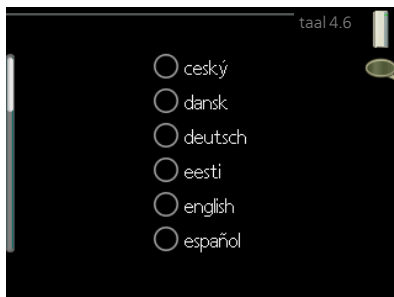 taal 4.6
ceský
dansk
deutsch
eesti
english
español